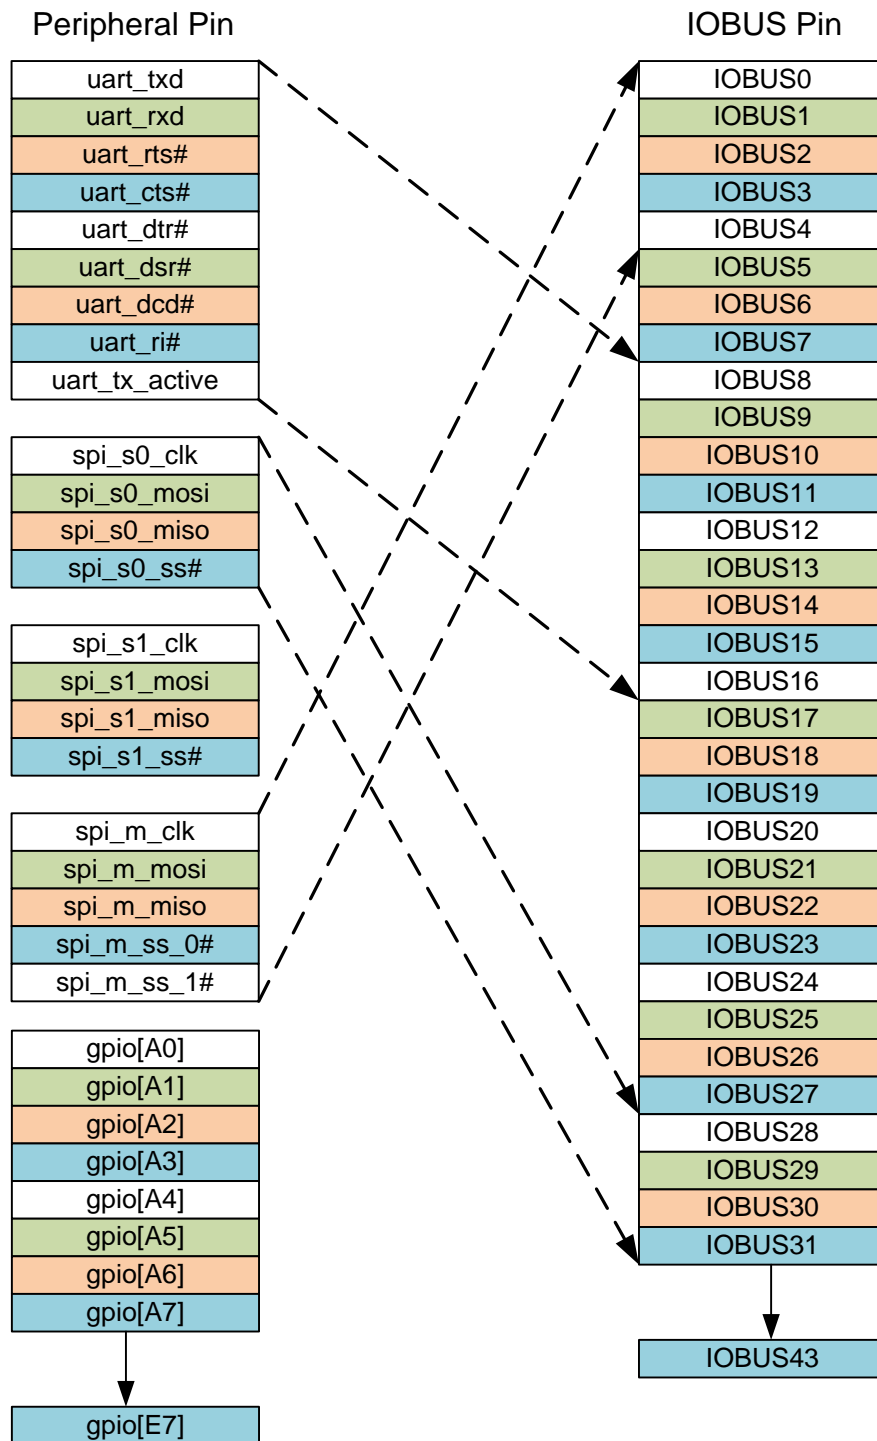 Peripheral Pin
uart_txd
uart_rxd
uart_rts#
uart_cts#
uart_dtr#
uart_dsr#
uart_dcd#
uart_ri#
uart_tx_active
spi_s0_clk
spi_s0_mosi
spi_s0_miso
spi_s0_ss#
spi_s1_clk
spi_s1_mosi
spi_s1_miso
spi_s1_ss#
spi_m_clk
spi_m_mosi
spi_m_miso
spi_m_ss_0#
spi_m_ss_1#
gpio[A0]
gpio[A1]
gpio[A2]
gpio[A3]
gpio[A4]
gpio[A5]
gpio[A6]
gpio[A7]
gpio[E7]
IOBUS Pin
IOBUS0
IOBUS1
IOBUS2
IOBUS3
IOBUS4
IOBUS5
IOBUS6
IOBUS7
IOBUS8
IOBUS9
IOBUS10
IOBUS11
IOBUS12
IOBUS13
IOBUS14
IOBUS15
IOBUS16
IOBUS17
IOBUS18
IOBUS19
IOBUS20
IOBUS21
IOBUS22
IOBUS23
IOBUS24
IOBUS25
IOBUS26
IOBUS27
IOBUS28
IOBUS29
IOBUS30
IOBUS31
IOBUS43